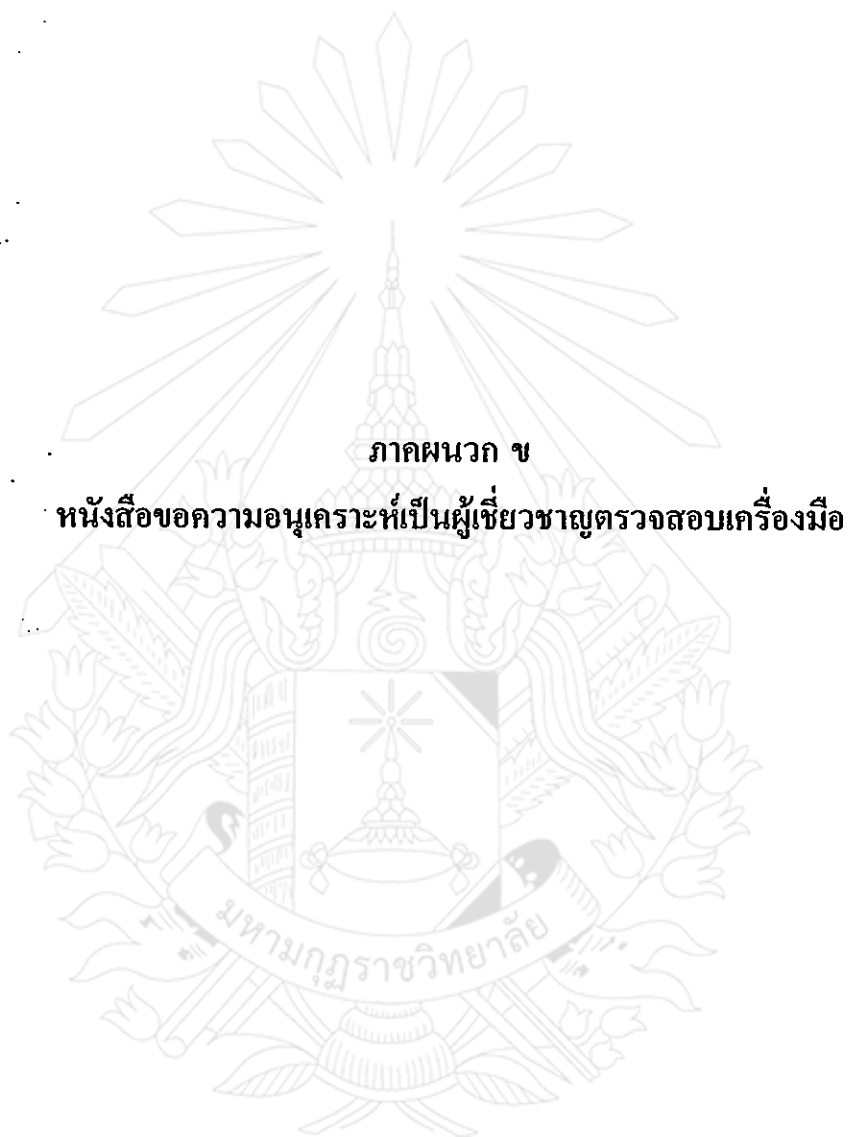 ภาคผนวก ข
หนังสือขอความอนุเคราะห์เป็นผู้เชี่ยวชาญตรวจสอบเครื่องมือ
มหามกุฏราชวิทยาลัย